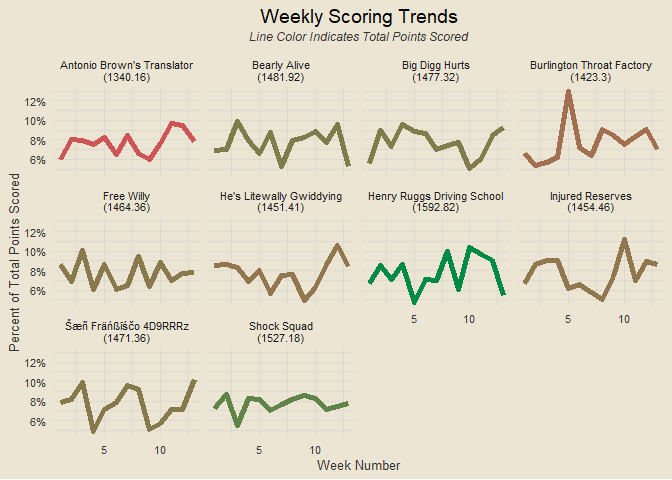 Weekly Scoring Trends
Line Color Indicates Total Points Scored
Antonio Brown's Translator
(1340.16)
Bearly Alive
(1481.92)
Big Digg Hurts
(1477.32)
Burlington Throat Factory
(1423.3)
12%
10%
8%
6%
Free Willy
(1464.36)
He's Litewally Gwiddying
(1451.41)
Henry Ruggs Driving School
(1592.82)
Injured Reserves
(1454.46)
12%
10%
8%
6%
5
10
5
10
Šæñ Fráńßïščo 4D9RRRz
(1471.36)
Shock Squad
(1527.18)
12%
10%
8%
6%
5
10
5
10
Week Number
Percent of Total Points Scored